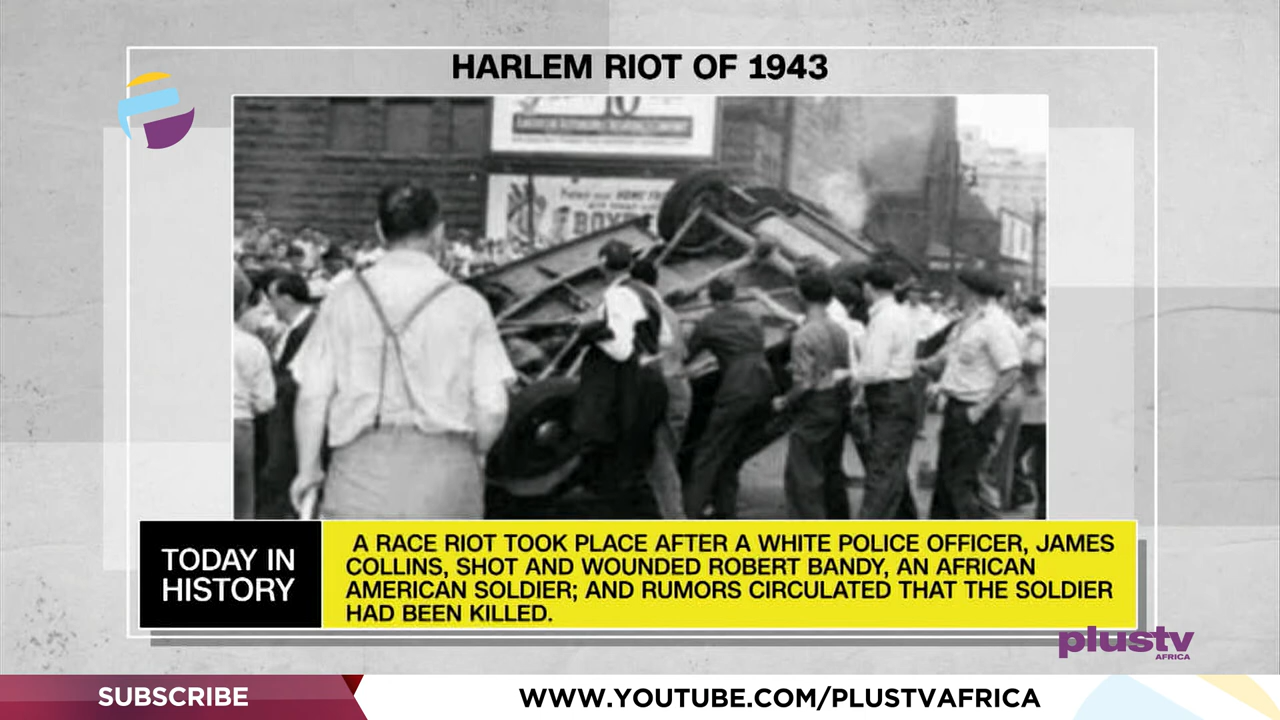 HARLEM RIOT OF 1943
10
BOX
TODAY IN
HISTORY
A RACE RIOT TOOK PLACE AFTER A WHITE POLICE OFFICER, JAMES
COLLINS, SHOT AND WOUNDED ROBERT BANDY, AN AFRICAN
AMERICAN SOLDIER; AND RUMORS CIRCULATED THAT THE SOLDIER
HAD BEEN KILLED.
plustv
AFRICA
SUBSCRIBE
WWW.YOUTUBE.COM/PLUSTVAFRICA